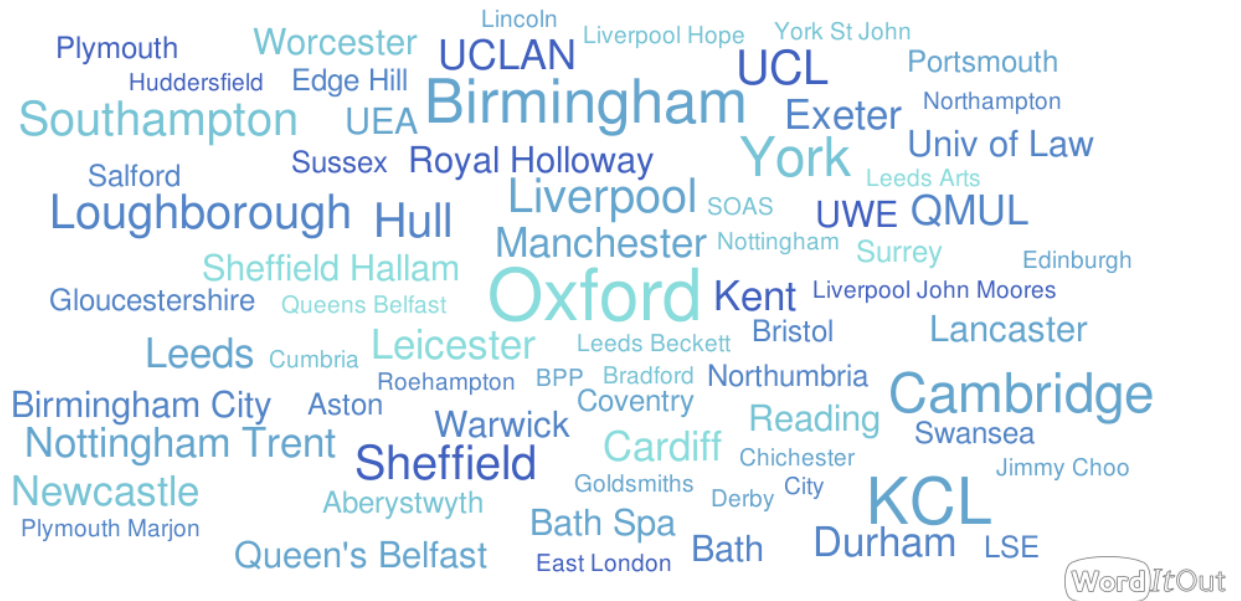 Lincoln
Plymouth Worcester UCLAN Liverpool Hope York St John
Huddersfield Edge Hill Birmingham UCL Portsmouth
Southampton UEA Exeter Northampton
Salford Sussex Royal Holloway York Univ of Law
Leeds Arts
Loughborough Hull Liverpool SOAS UWE QMUL
Manchester Nottingham Surrey Edinburgh
Sheffield Hallam Oxford Kent Liverpool John Moores
Gloucestershire Queens Belfast Bristol Lancaster
Leeds Cumbria Leicester Leeds Beckett
Roehampton BPP Bradford Northumbria Cambridge
Birmingham City Aston Warwick Coventry Reading Swansea
Nottingham Trent Sheffield Cardiff Chichester Jimmy Choo
Newcastle Aberystwyth Goldsmiths Derby City KCL
Plymouth Marjon Bath Spa
Queen's Belfast East London Bath Durham LSE
WordItOut